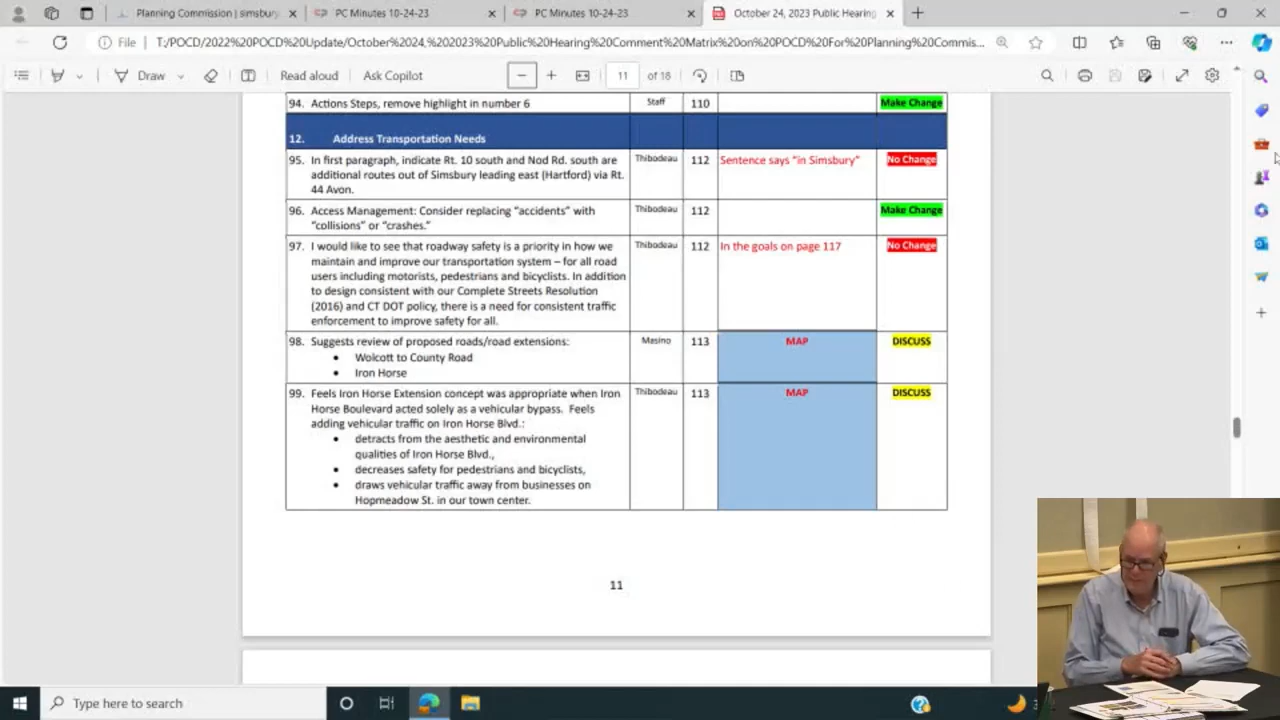 Planning Commission | simsbury
PC Minutes 10-24-23
PC Minutes 10-24-23
October 24, 2023 Public Hearing
File
T:/POCD/2022%20POCD%20Update/October%2024,%202023%20Public%20Hearing%20Comment%20Matrix%20on%20POCD%20For%20Planning%20Commis...
Draw
Read aloud
Ask Copilot
11
of 18
94. Actions Steps, remove highlight in number 6
Staff
110
Make Change
12. Address Transportation Needs
95. In first paragraph, indicate Rt. 10 south and Nod Rd. south are
additional routes out of Simsbury leading east (Hartford) via Rt.
44 Avon.
Thibodeau
112
Sentence says "in Simsbury"
No Change
96. Access Management: Consider replacing "accidents" with
"collisions" or "crashes."
Thibodeau
112
Make Change
97. I would like to see that roadway safety is a priority in how we
maintain and improve our transportation system – for all road
users including motorists, pedestrians and bicyclists. In addition
to design consistent with our Complete Streets Resolution
(2016) and CT DOT policy, there is a need for consistent traffic
enforcement to improve safety for all.
Thibodeau
112
In the goals on page 117
No Change
98. Suggests review of proposed roads/road extensions:
• Wolcott to County Road
• Iron Horse
Masino
113
MAP
DISCUSS
99. Feels Iron Horse Extension concept was appropriate when Iron
Horse Boulevard acted solely as a vehicular bypass. Feels
adding vehicular traffic on Iron Horse Blvd.:
• detracts from the aesthetic and environmental
qualities of Iron Horse Blvd.,
• decreases safety for pedestrians and bicyclists,
• draws vehicular traffic away from businesses on
Hopmeadow St. in our town center.
Thibodeau
113
MAP
DISCUSS
11
Type here to search